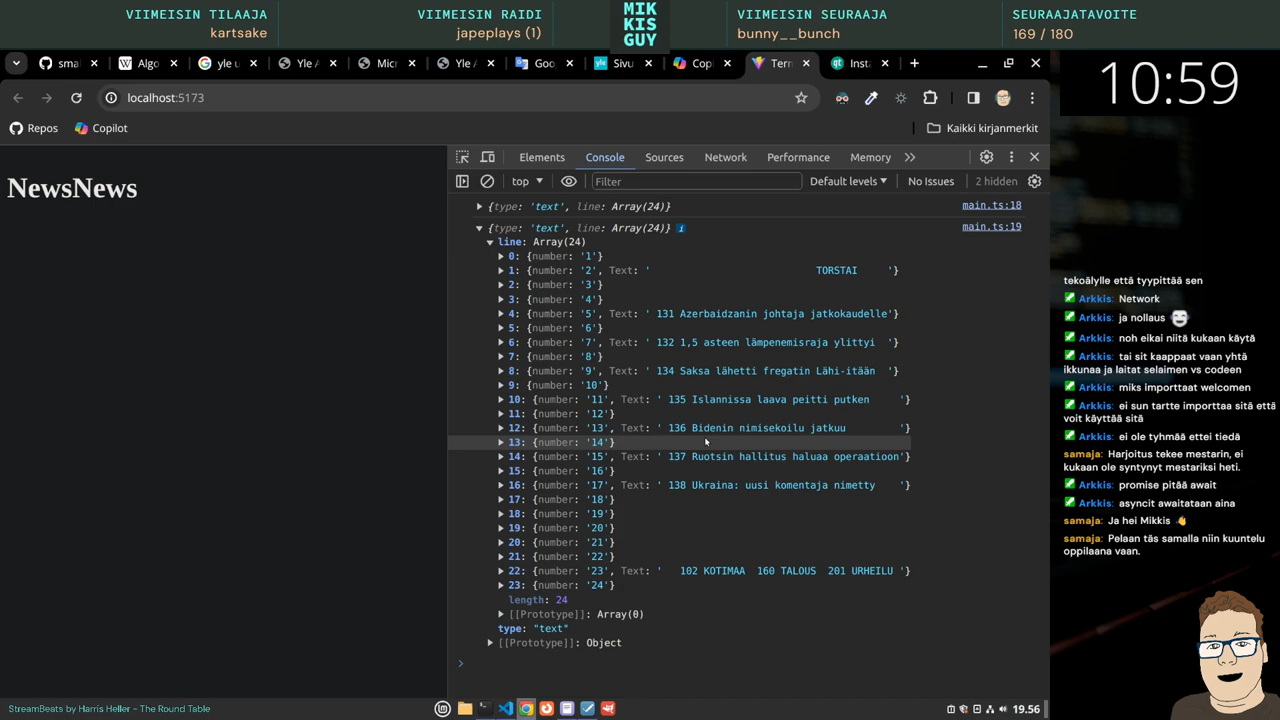 VIIMEISIN TILAAJA
kartsake
VIIMEISIN RAIDI
japeplays (1)
MIK
KIS
GUY
VIIMEISIN SEURAAJA
bunny__bunch
SEURAAJATAVOITE
169 / 180
smal
Algo
yle u
Yle A
Micr
Yle A
Goo
Sivu
Copi
Tern
Insta
10:59
localhost:5173
Repos
Copilot
Kaikki kirjanmerkit
Elements
Console
Sources
Network
Performance
Memory
NewsNews
top
Filter
Default levels
No Issues
2 hidden
{type: 'text', line: Array(24)}
main.ts:18
{type: 'text', line: Array(24)}
main.ts:19
line: Array(24)
0: {number: '1'}
1: {number: '2', Text: ' TORSTAI '}
2: {number: '3'}
3: {number: '4'}
4: {number: '5', Text: ' 131 Azerbaidzanin johtaja jatkokaudelle'}
5: {number: '6'}
6: {number: '7', Text: ' 132 1,5 asteen lämpenemisraja ylittyi '}
7: {number: '8'}
8: {number: '9', Text: ' 134 Saksa lähetti fregatin Lähi-itään '}
9: {number: '10'}
10: {number: '11', Text: ' 135 Islannissa laava peitti putken '}
11: {number: '12'}
12: {number: '13', Text: ' 136 Bidenin nimisekoilu jatkuu '}
13: {number: '14'}
14: {number: '15', Text: ' 137 Ruotsin hallitus haluaa operaatioon'}
15: {number: '16'}
16: {number: '17', Text: ' 138 Ukraina: uusi komentaja nimetty '}
17: {number: '18'}
18: {number: '19'}
19: {number: '20'}
20: {number: '21'}
21: {number: '22'}
22: {number: '23', Text: ' 102 KOTIMAA 160 TALOUS 201 URHEILU '}
23: {number: '24'}
length: 24
[[Prototype]]: Array(0)
type: "text"
[[Prototype]]: Object
tekoälylle että tyypittää sen
Arkkis: Network
Arkkis: ja nollaus
Arkkis: noh eikai niitä kukaan käytä
Arkkis: tai sit kaappaat vaan yhtä
ikkunaa ja laitat selaimen vs codeen
Arkkis: miks importtaat welcomen
Arkkis: ei sun tartte importtaa sitä että
voit käyttää sitä
Arkkis: ei ole tyhmää ettei tiedä
samaja: Harjoitus tekee mestarin, ei
kukaan ole syntynyt mestariksi heti.
Arkkis: promise pitää await
Arkkis: asyncit awaitataan aina
samaja: Ja hei Mikkis
samaja: Pelaan täs samalla niin kuuntelu
oppilaana vaan.
StreamBeats by Harris Heller - The Round Table
19.56